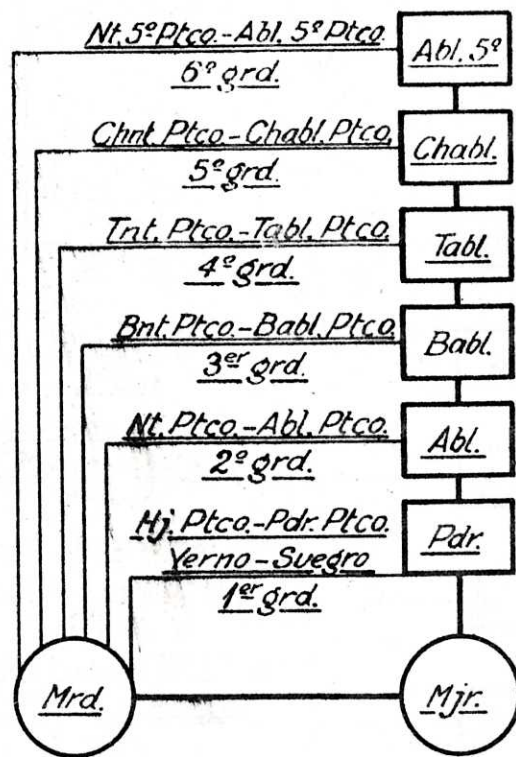 Nt. 5º Ptco.-Abl. 5º Ptco.
6º grd.
Abl. 5º
Chnt. Ptco-Chabl. Ptco,
5º grd.
Chabl.
Tnt. Ptco.-Tabl. Ptco.
4º grd.
Tabl.
Bnt. Ptco.-Babl. Ptco,
3er grd.
Babl.
Nt. Ptco.-Abl. Ptco.
2º grd.
Abl.
Hj. Ptco.-Pdr. Ptco.
Yerno-Suegro
1er grd.
Pdr.
Mrd.
Mjr.